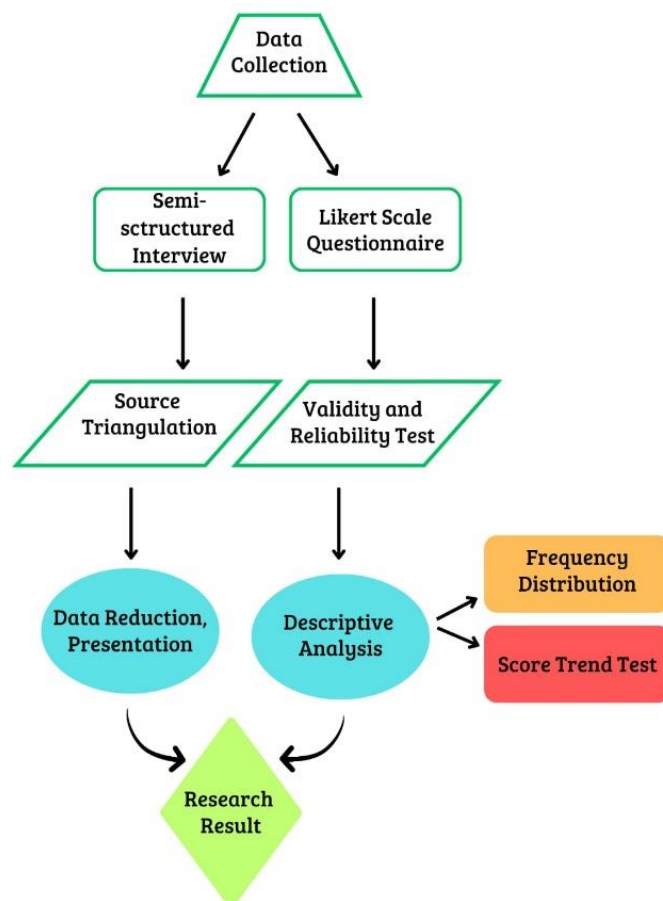 Data
Collection
Semi-
sctructured
Interview
Likert Scale
Questionnaire
Source
Triangulation
Validity and
Reliability Test
Frequency
Distribution
Data Reduction,
Presentation
Descriptive
Analysis
Score Trend Test
Research
Result